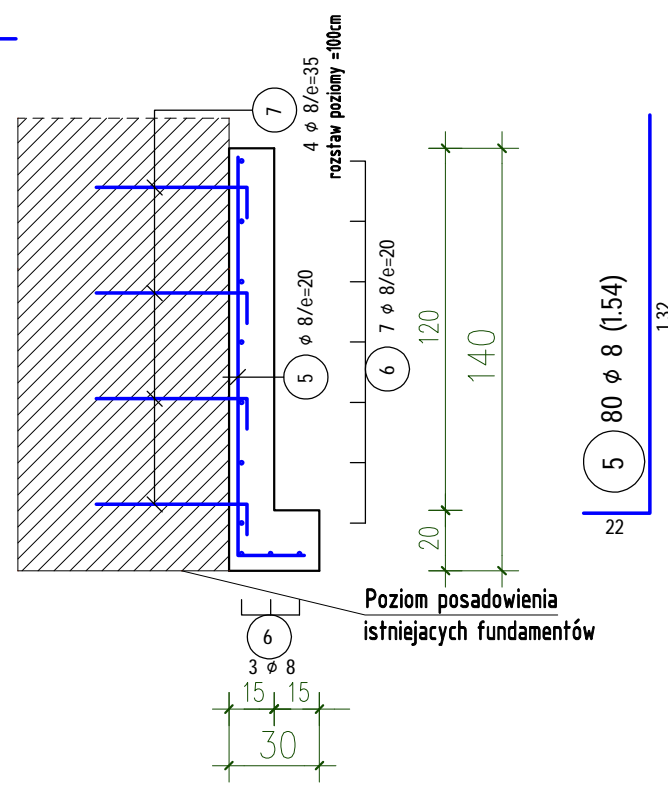 7
4 ϕ 8/e=35
rozstaw poziomy =100cm
5
ϕ 8/e=20
6
7 ϕ 8/e=20
120
140
20
5
80 ϕ 8 (1.54)
132
22
Poziom posadowienia
istniejacych fundamentów
6
3 ϕ 8
15
15
30